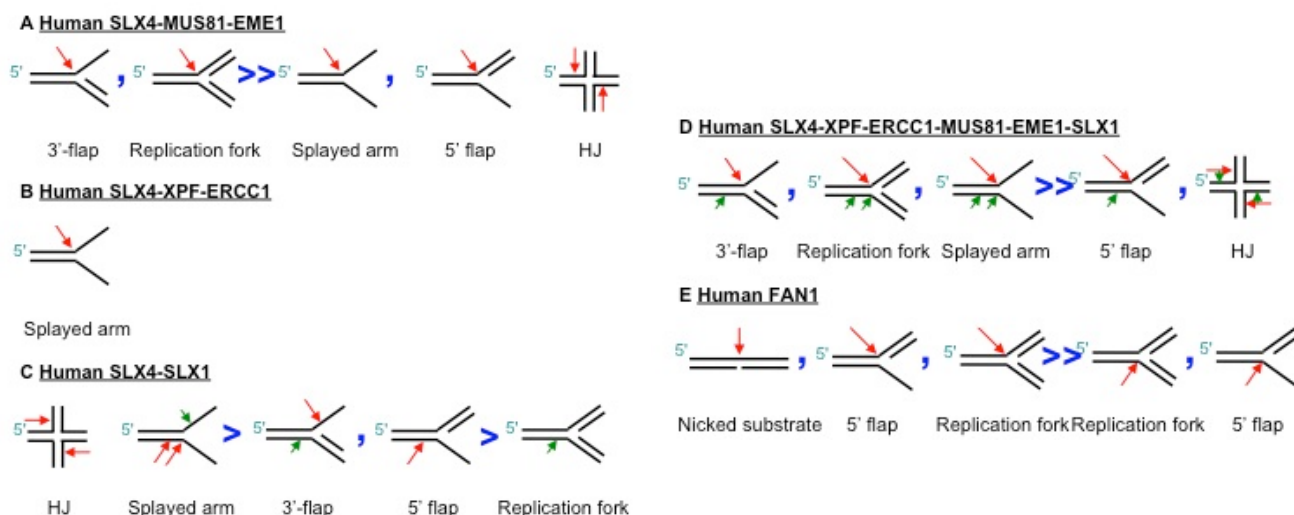 A Human SLX4-MUS81-EME1
5' , 5' >> 5' , 5' 5'
3'-flap Replication fork Splayed arm 5' flap HJ
B Human SLX4-XPF-ERCC1
5'
Splayed arm
C Human SLX4-SLX1
5' 5' > 5' , 5' > 5'
HJ Splayed arm 3'-flap 5' flap Replication fork
D Human SLX4-XPF-ERCC1-MUS81-EME1-SLX1
5' , 5' , 5' >> 5' , 5'
3'-flap Replication fork Splayed arm 5' flap HJ
E Human FAN1
5' , 5' , 5' >> 5' , 5'
Nicked substrate 5' flap Replication fork Replication fork 5' flap